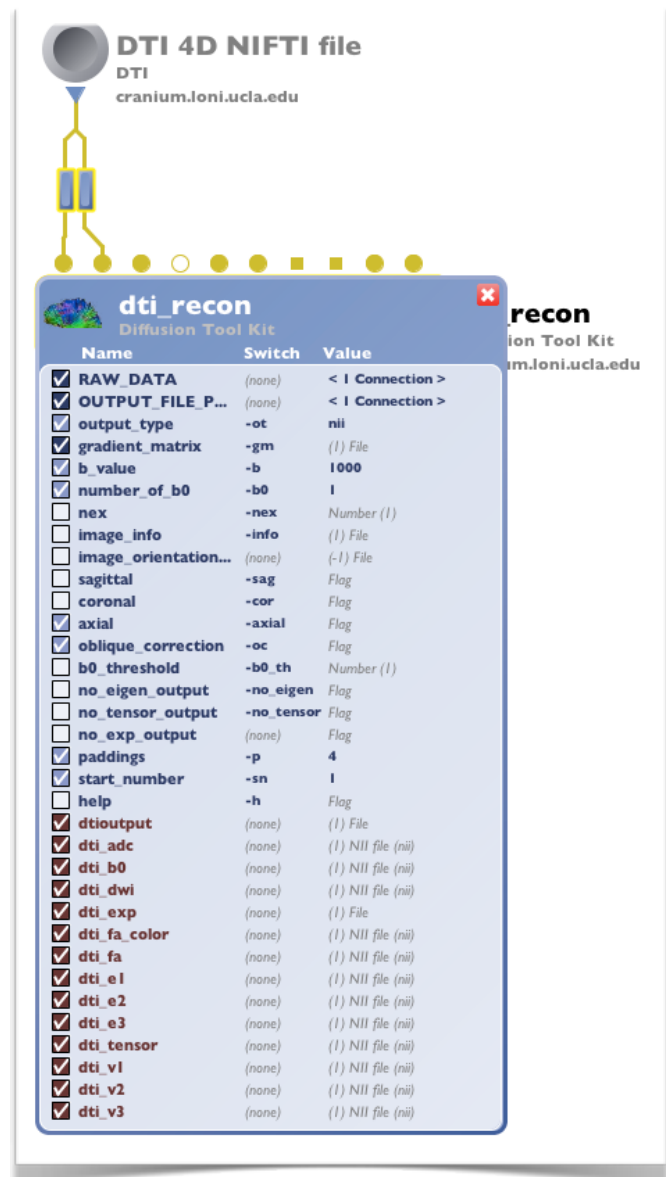 DTI 4D NIFTI file
DTI
cranium.loni.ucla.edu
dti_recon
Diffusion Tool Kit
_recon
ion Tool Kit
m.loni.ucla.edu
Name Switch Value
RAW_DATA (none) < 1 Connection >
OUTPUT_FILE_P... (none) < 1 Connection >
output_type -ot nii
gradient_matrix -gm (1) File
b_value -b 1000
number_of_b0 -b0 1
nex -nex Number (1)
image_info -info (1) File
image_orientation... (none) (-1) File
sagittal -sag Flag
coronal -cor Flag
axial -axial Flag
oblique_correction -oc Flag
b0_threshold -b0_th Number (1)
no_eigen_output -no_eigen Flag
no_tensor_output -no_tensor Flag
no_exp_output (none) Flag
paddings -p 4
start_number -sn 1
help -h Flag
dtioutput (none) (1) File
dti_adc (none) (1) NII file (nii)
dti_b0 (none) (1) NII file (nii)
dti_dwi (none) (1) NII file (nii)
dti_exp (none) (1) File
dti_fa_color (none) (1) NII file (nii)
dti_fa (none) (1) NII file (nii)
dti_e1 (none) (1) NII file (nii)
dti_e2 (none) (1) NII file (nii)
dti_e3 (none) (1) NII file (nii)
dti_tensor (none) (1) NII file (nii)
dti_v1 (none) (1) NII file (nii)
dti_v2 (none) (1) NII file (nii)
dti_v3 (none) (1) NII file (nii)